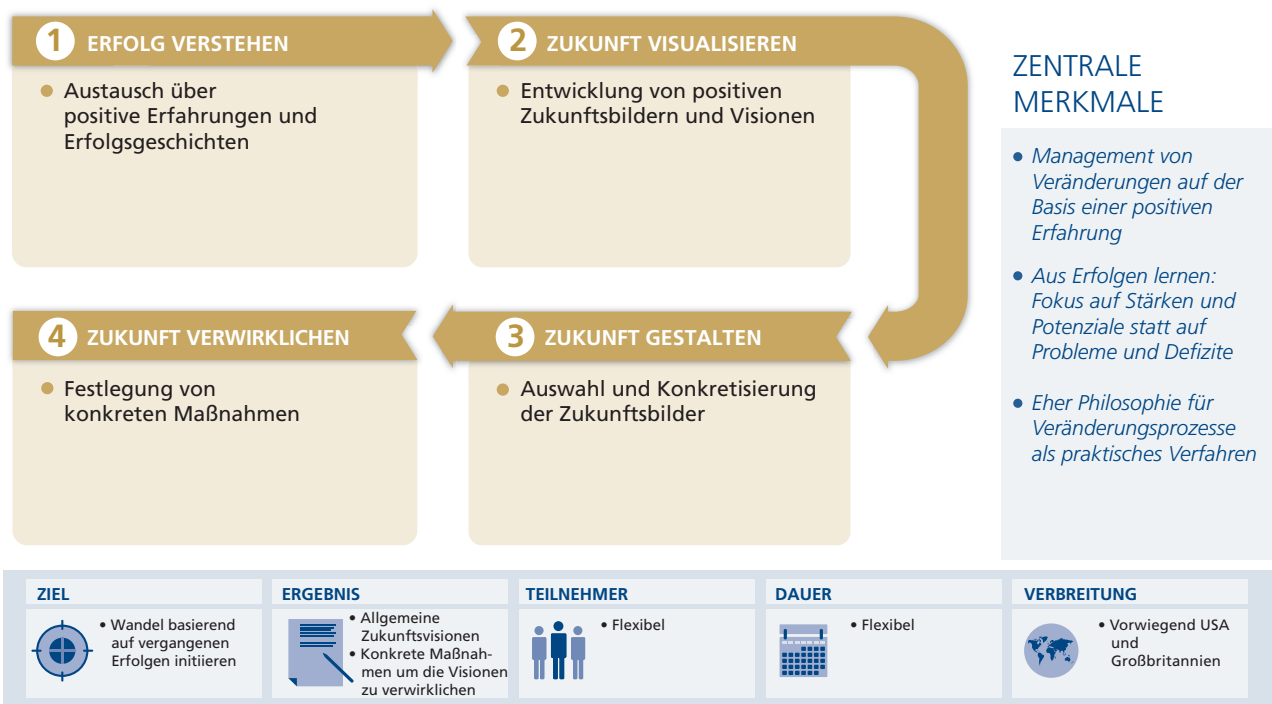 1 ERFOLG VERSTEHEN
Austausch über
positive Erfahrungen und
Erfolgsgeschichten
2 ZUKUNFT VISUALISIEREN
Entwicklung von positiven
Zukunftsbildern und Visionen
3 ZUKUNFT GESTALTEN
Auswahl und Konkretisierung
der Zukunftsbilder
4 ZUKUNFT VERWIRKLICHEN
Festlegung von
konkreten Maßnahmen
ZENTRALE
MERKMALE
Management von
Veränderungen auf der
Basis einer positiven
Erfahrung
Aus Erfolgen lernen:
Fokus auf Stärken und
Potenziale statt auf
Probleme und Defizite
Eher Philosophie für
Veränderungsprozesse
als praktisches Verfahren
ZIEL
• Wandel basierend
auf vergangenen
Erfolgen initiieren
ERGEBNIS
• Allgemeine
Zukunftsvisionen
• Konkrete Maßnah-
men um die Visionen
zu verwirklichen
TEILNEHMER
• Flexibel
DAUER
• Flexibel
VERBREITUNG
• Vorwiegend USA
und
Großbritannien